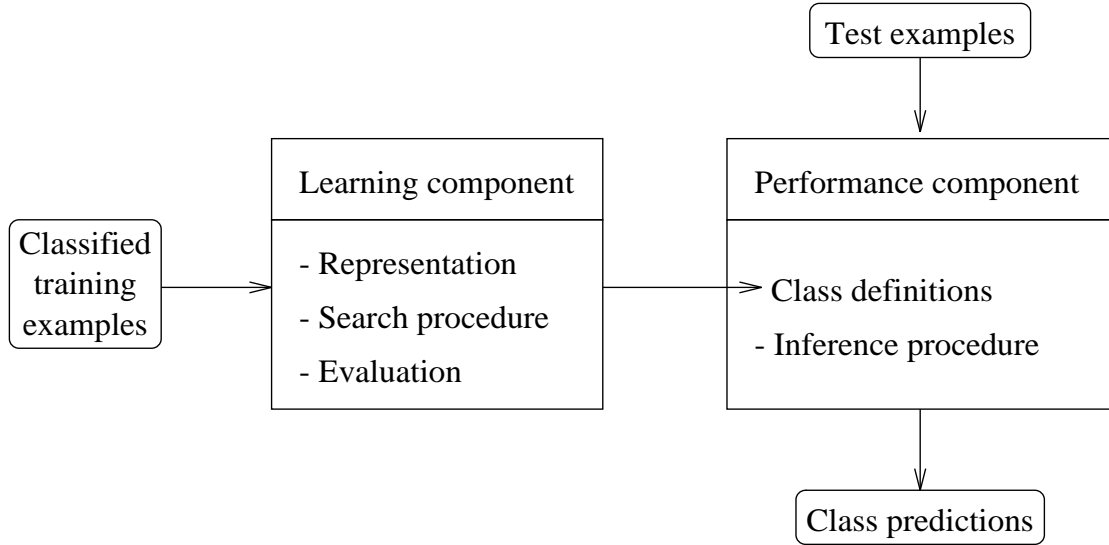 Test examples
Learning component
Performance component
Classified
training
examples
- Representation
- Search procedure
- Evaluation
Class definitions
- Inference procedure
Class predictions